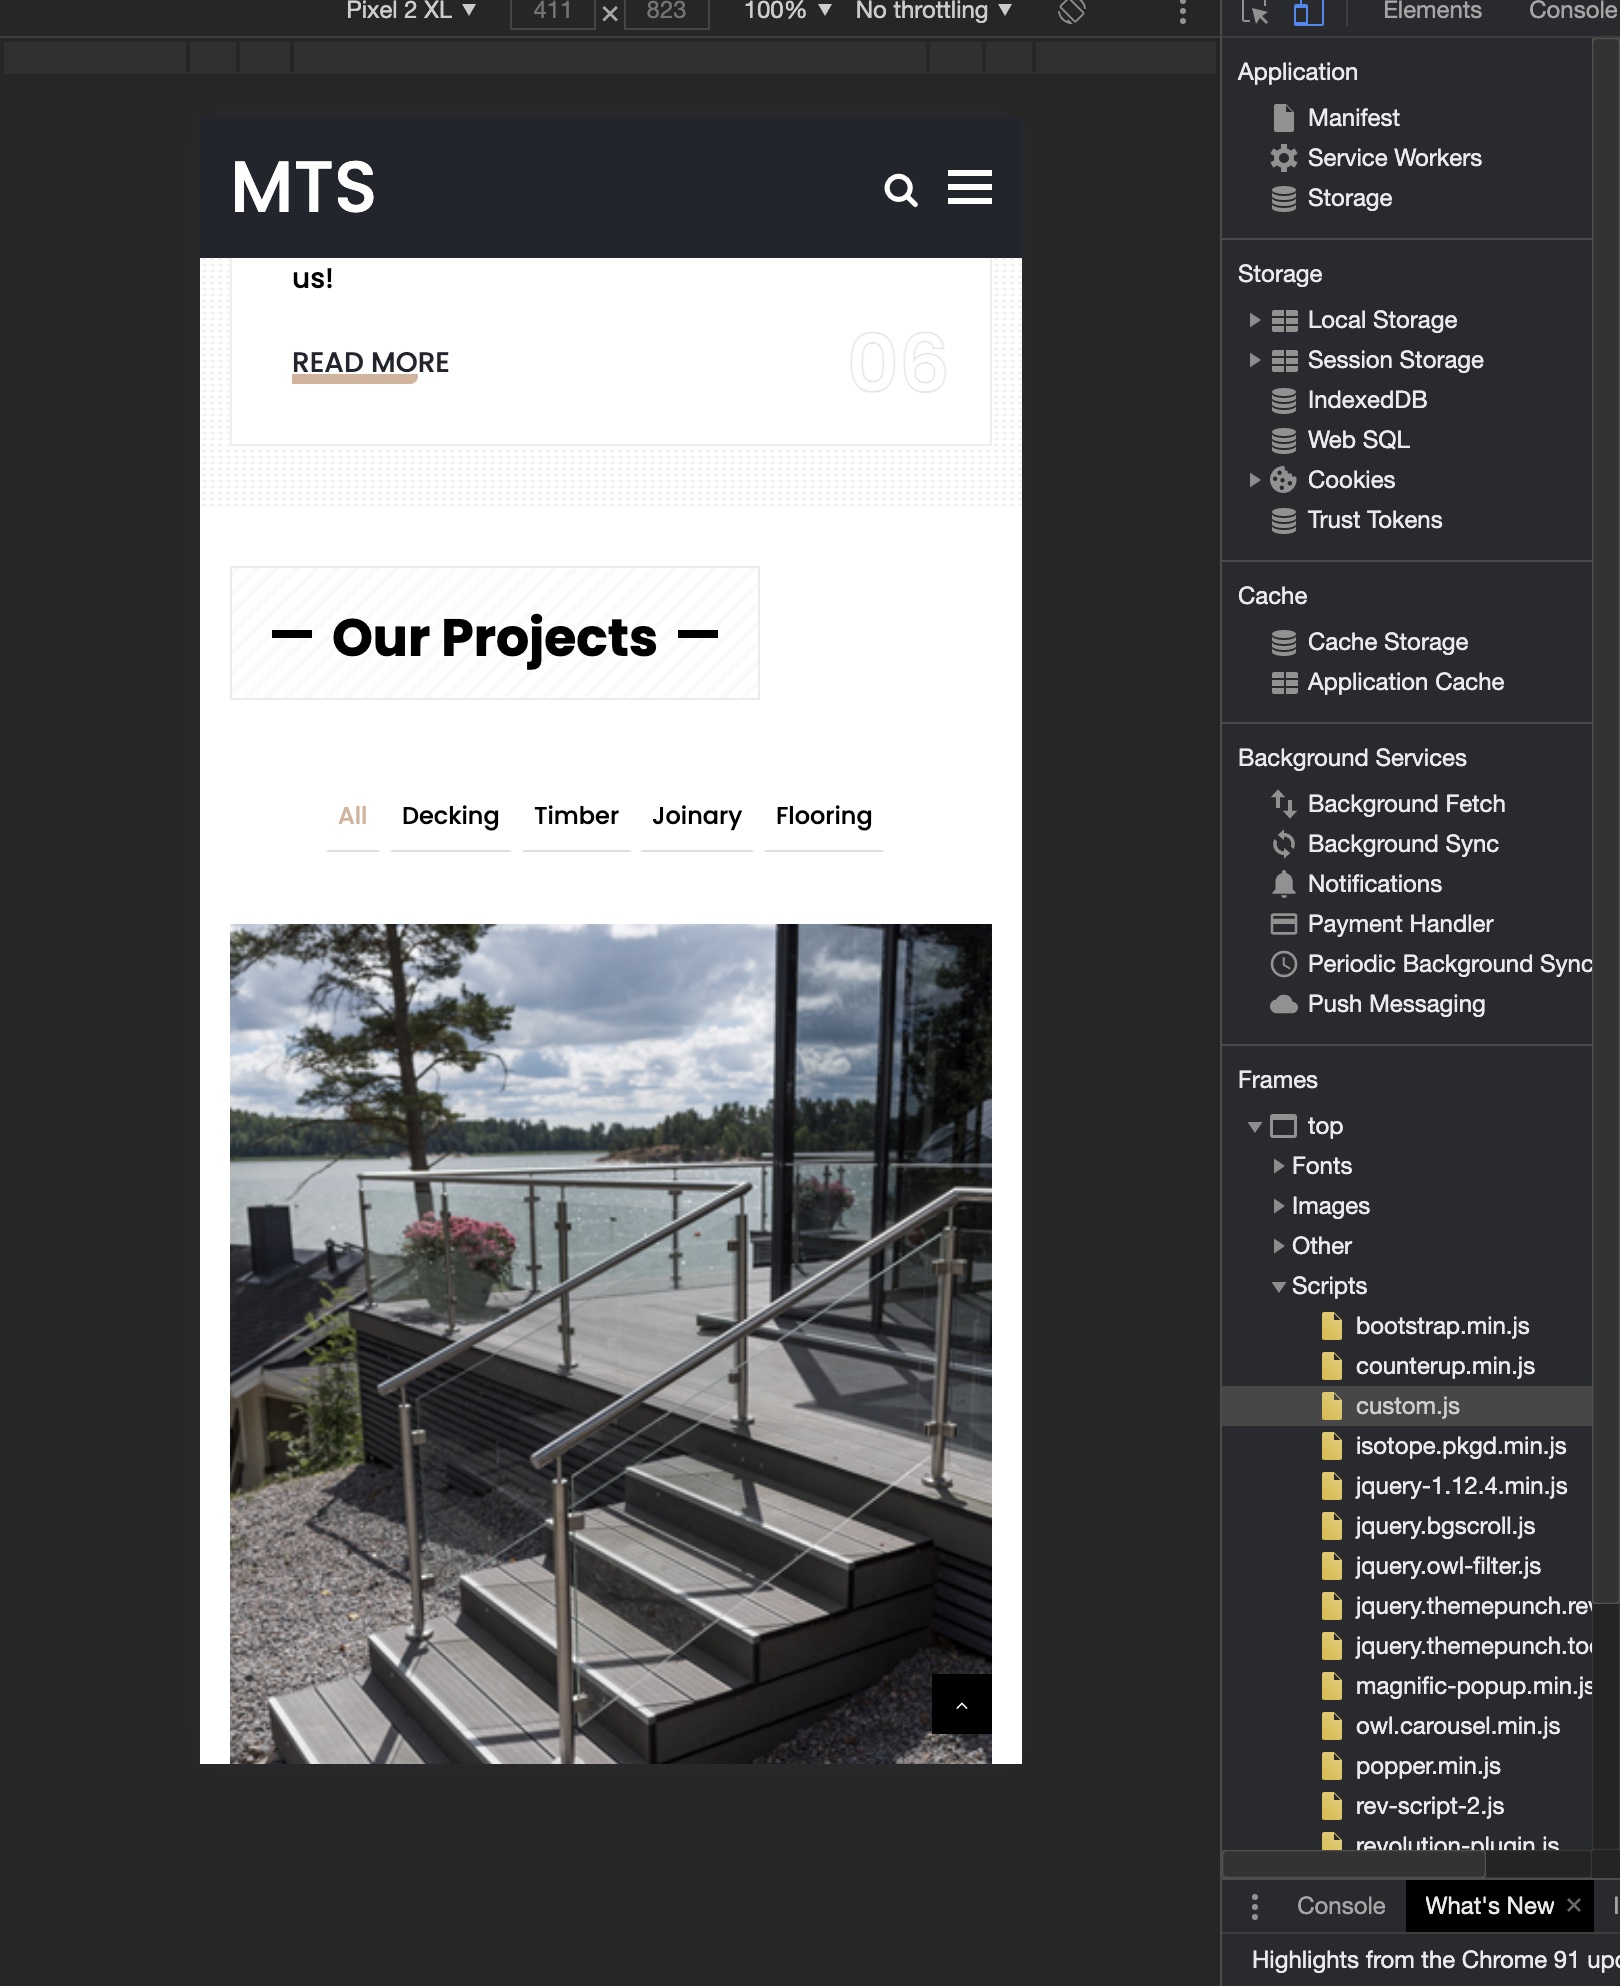 Pixel 2 XL ▼ 411 × 823 100% ▼ No throttling ▼
Elements Console
MTS
us!
READ MORE
06
Our Projects
All Decking Timber Joinary Flooring
Application
Manifest
Service Workers
Storage
Storage
Local Storage
Session Storage
IndexedDB
Web SQL
Cookies
Trust Tokens
Cache
Cache Storage
Application Cache
Background Services
Background Fetch
Background Sync
Notifications
Payment Handler
Periodic Background Sync
Push Messaging
Frames
top
Fonts
Images
Other
Scripts
bootstrap.min.js
counterup.min.js
custom.js
isotope.pkgd.min.js
jquery-1.12.4.min.js
jquery.bgscroll.js
jquery.owl-filter.js
jquery.themepunch.rev
jquery.themepunch.too
magnific-popup.min.js
owl.carousel.min.js
popper.min.js
rev-script-2.js
revolution-plugin.js
Console What's New ×
Highlights from the Chrome 91 upd